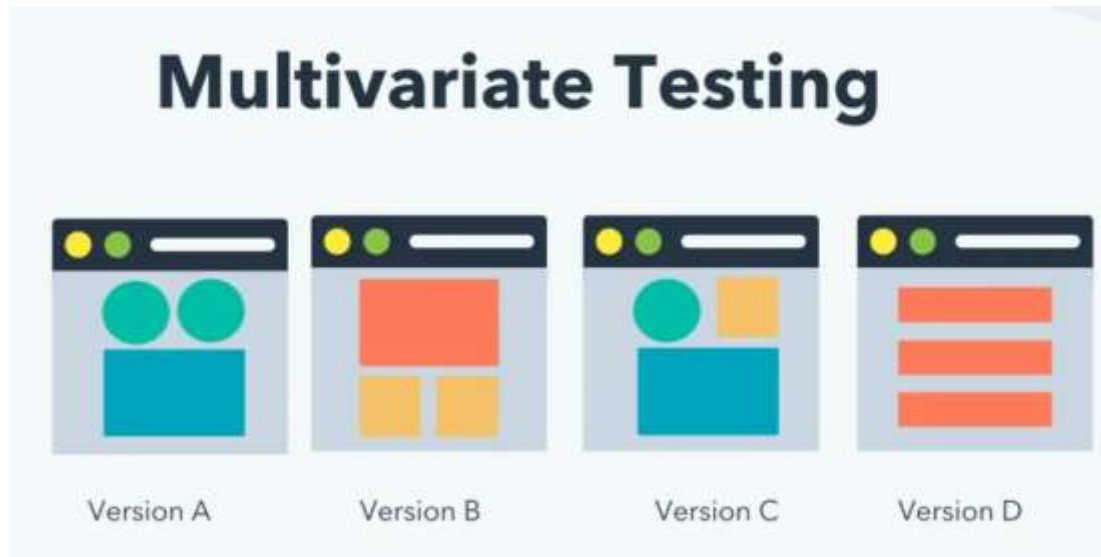 Multivariate Testing
Version A
Version B
Version C
Version D